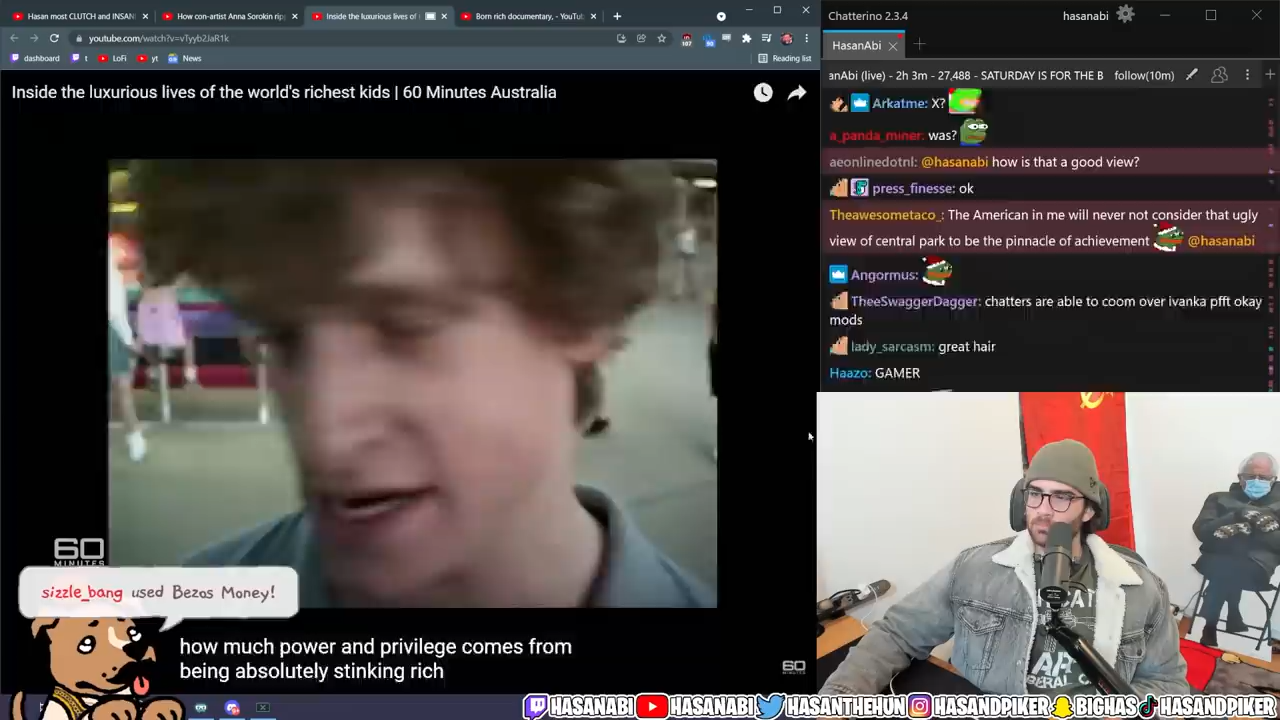 Hasan most CLUTCH and INSAN
How con-artist Anna Sorokin rip
Inside the luxurious lives of
Born rich documentary, - YouTub
youtube.com/watch?v=vTyyb2JaR1k
dashboard
t
LoFi
yt
News
Reading list
Inside the luxurious lives of the world's richest kids | 60 Minutes Australia
60
MINUTES
sizzle_bang used Bezos Money!
how much power and privilege comes from
being absolutely stinking rich
60
Chatterino 2.3.4
hasanabi
HasanAbi
anAbi (live) - 2h 3m - 27,488 - SATURDAY IS FOR THE B
follow(10m)
Arkatme: X?
a_panda_miner: was?
aeonlinedotnl: @hasanabi how is that a good view?
press_finesse: ok
Theawesometaco_: The American in me will never not consider that ugly
view of central park to be the pinnacle of achievement @hasanabi
Angormus:
TheeSwaggerDagger: chatters are able to coom over ivanka pfft okay
mods
lady_sarcasm: great hair
Haazo: GAMER
HASANABI HASANABI HASANTHEHUN HASANDPIKER BIGHAS HASANDPIKER